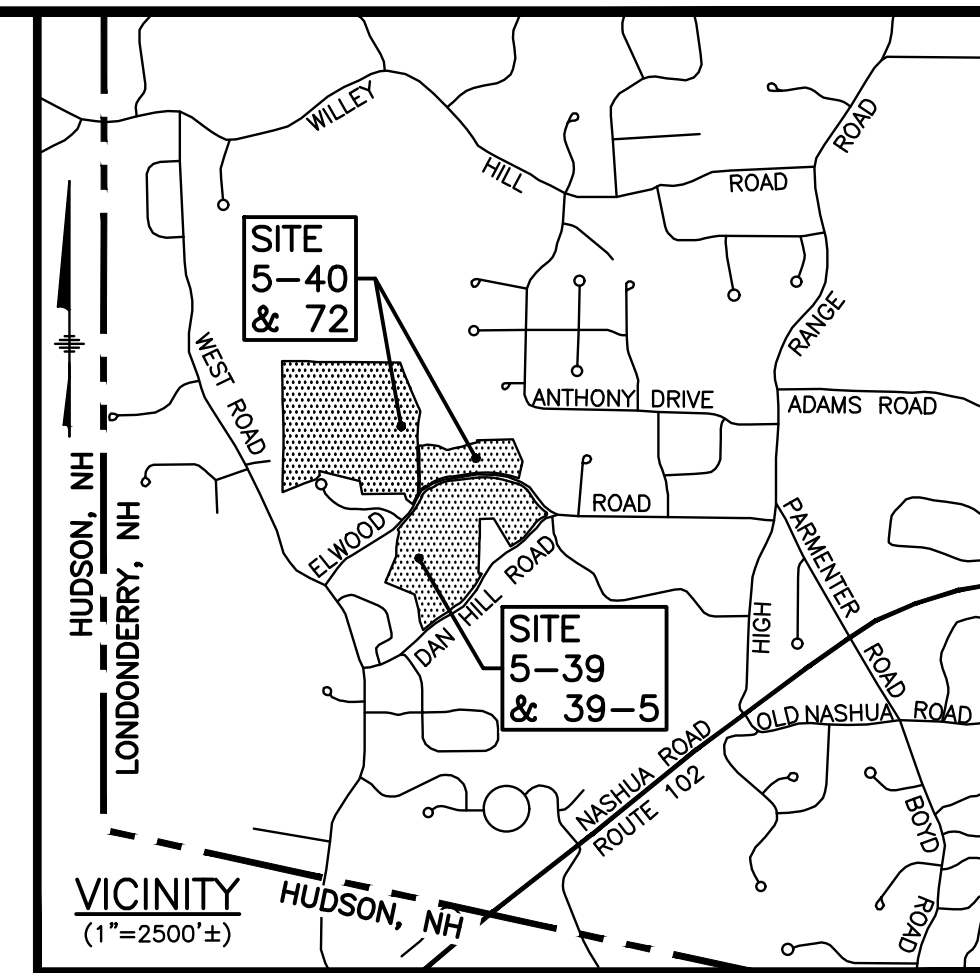 WILLEY
HILL
ROAD
ROAD
RANGE
SITE
5-40
& 72
WEST ROAD
ANTHONY DRIVE
ADAMS ROAD
HUDSON, NH
LONDONDERRY, NH
ELWOOD
ROAD
DAN HILL ROAD
PARMENTER
ROAD
HIGH
SITE
5-39
& 39-5
OLD NASHUA ROAD
NASHUA ROAD
ROUTE 102
BOYD
ROAD
HUDSON, NH
VICINITY
(1"=2500'±)